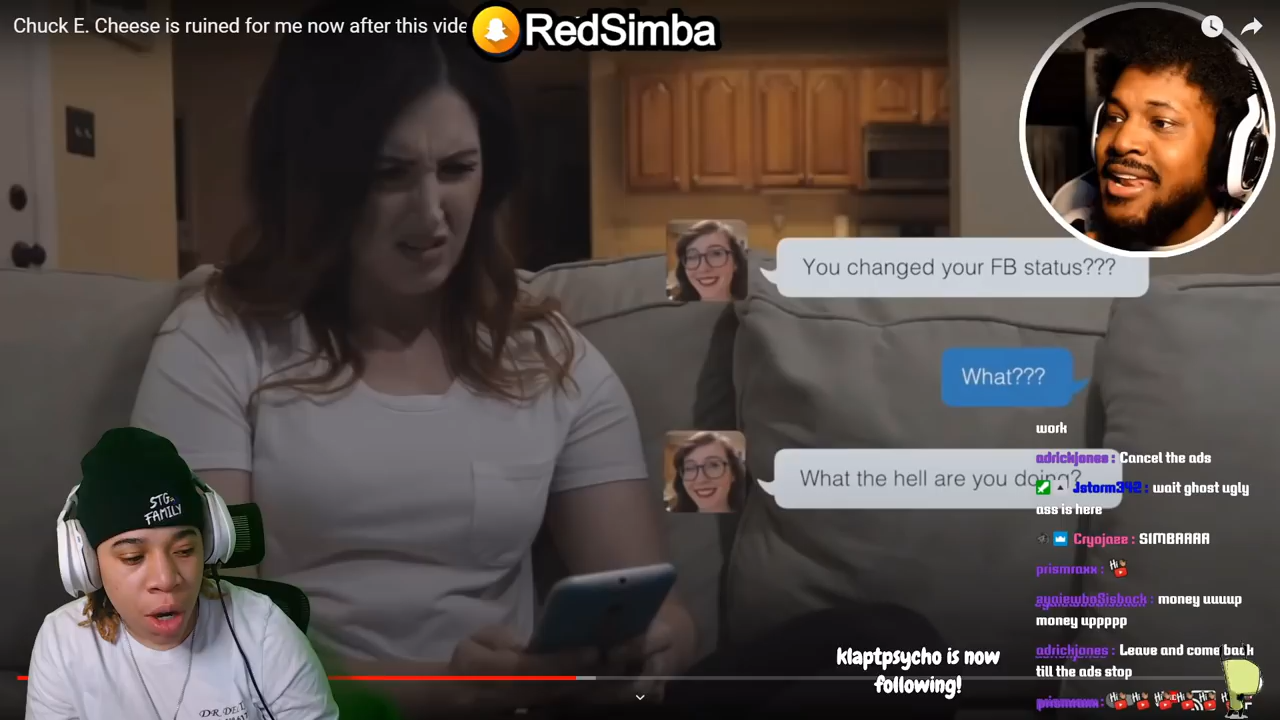 Chuck E. Cheese is ruined for me now after this vide
RedSimba
You changed your FB status???
What???
What the hell are you doing?
work
adrickjones : Cancel the ads
Jstorm342 : wait ghost ugly
ass is here
Cryojaee : SIMBAAAA
prismraxx :
money uuuup
money uppppp
adrickjones : Leave and come back
till the ads stop
prismraxx :
klaptpsycho is now
following!
STG
FAMILY